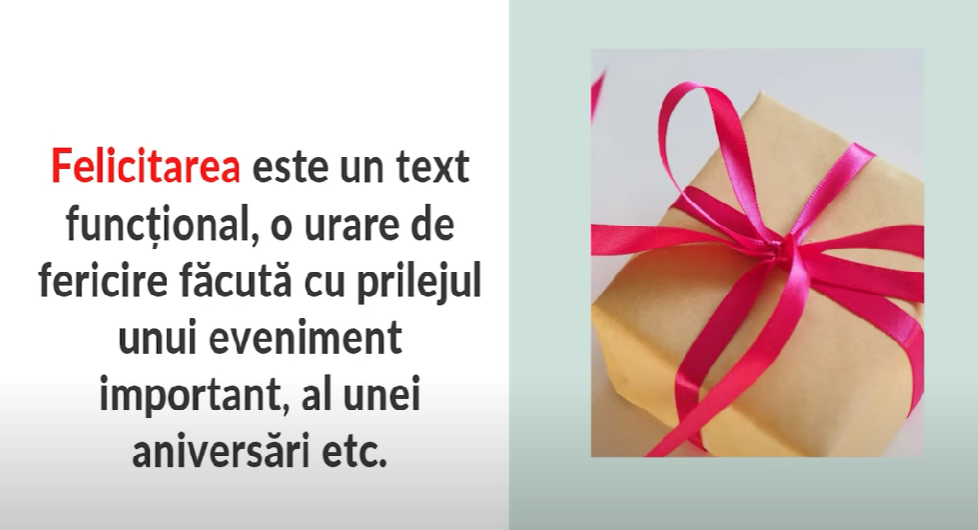 Felicitarea este un text
funcțional, o urare de
fericire făcută cu prilejul
unui eveniment
important, al unei
aniversări etc.